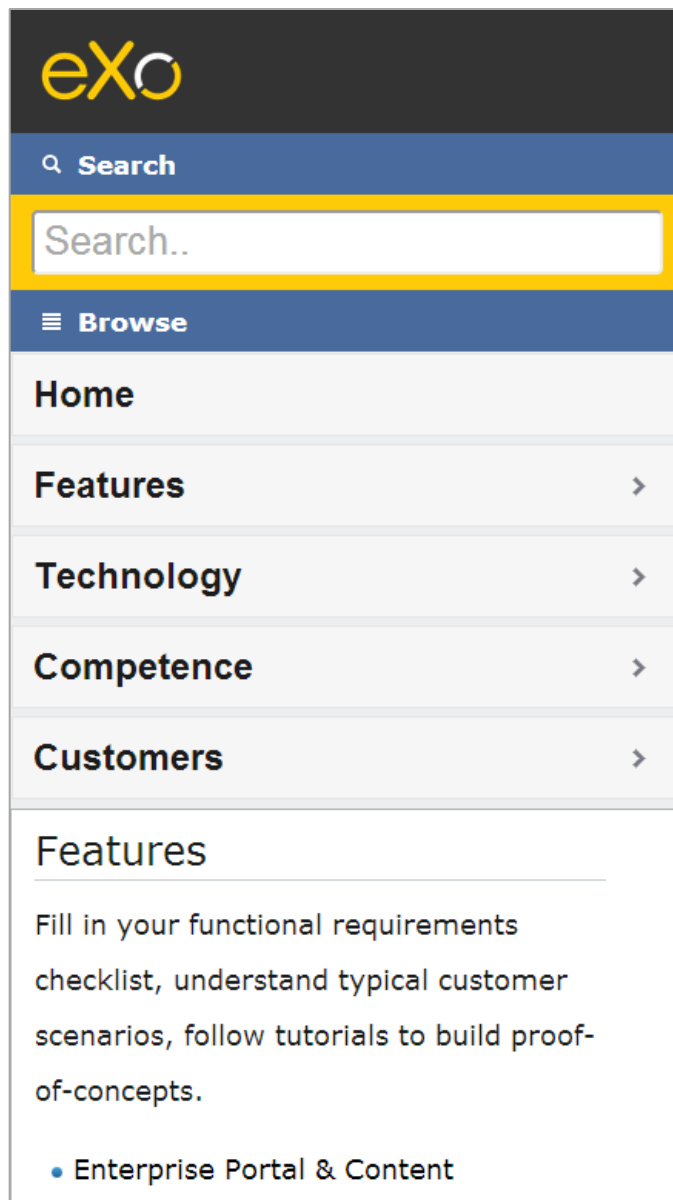 eXo
Search
Search..
Browse
Home
Features
Technology
Competence
Customers
Features
Fill in your functional requirements
checklist, understand typical customer
scenarios, follow tutorials to build proof-
of-concepts.
Enterprise Portal & Content